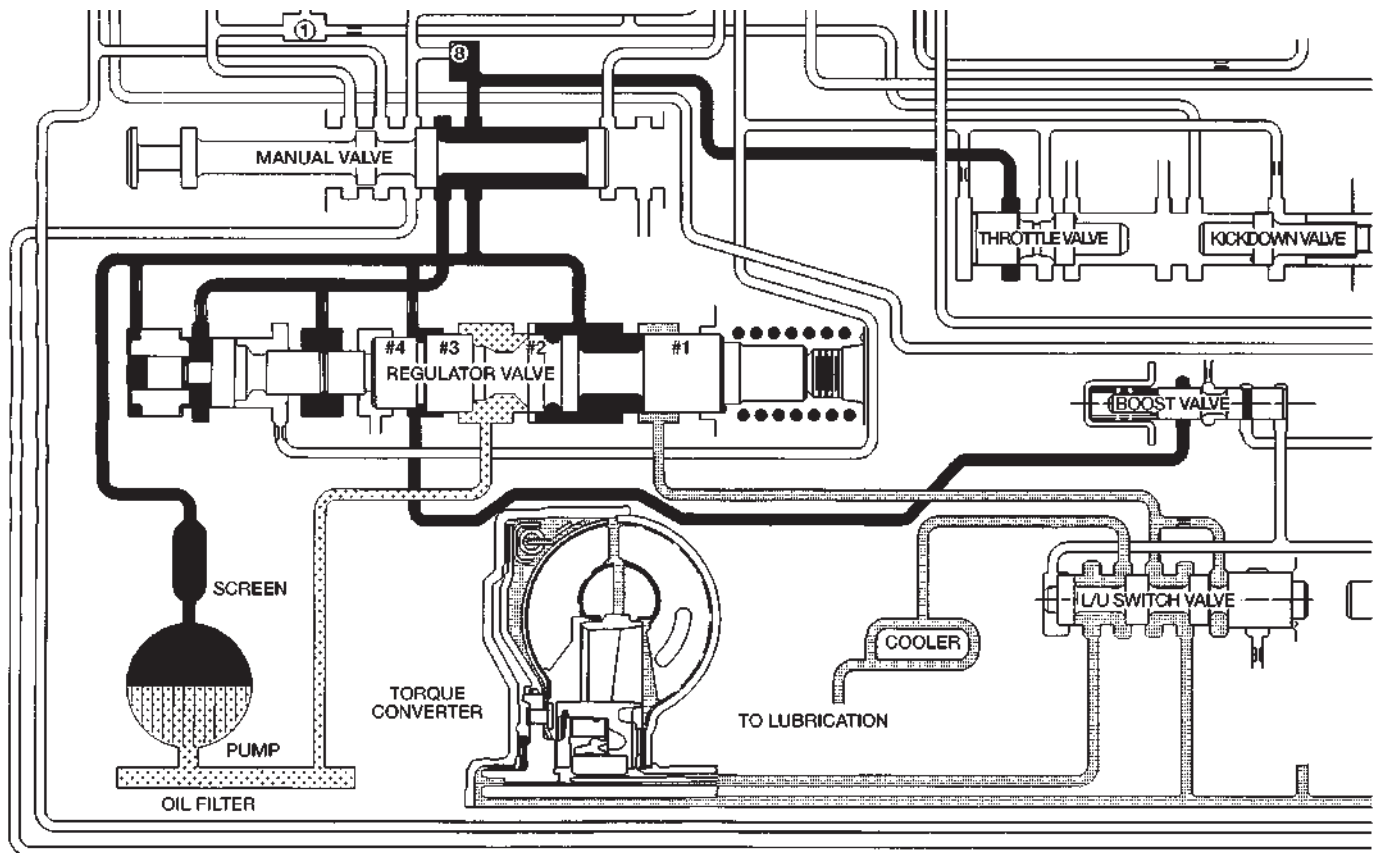 1
8
MANUAL VALVE
THROTTLE VALVE
KICKDOWN VALVE
#4 #3 #2 #1
REGULATOR VALVE
BOOST VALVE
SCREEN
L/U SWITCH VALVE
COOLER
TORQUE
CONVERTER
TO LUBRICATION
PUMP
OIL FILTER